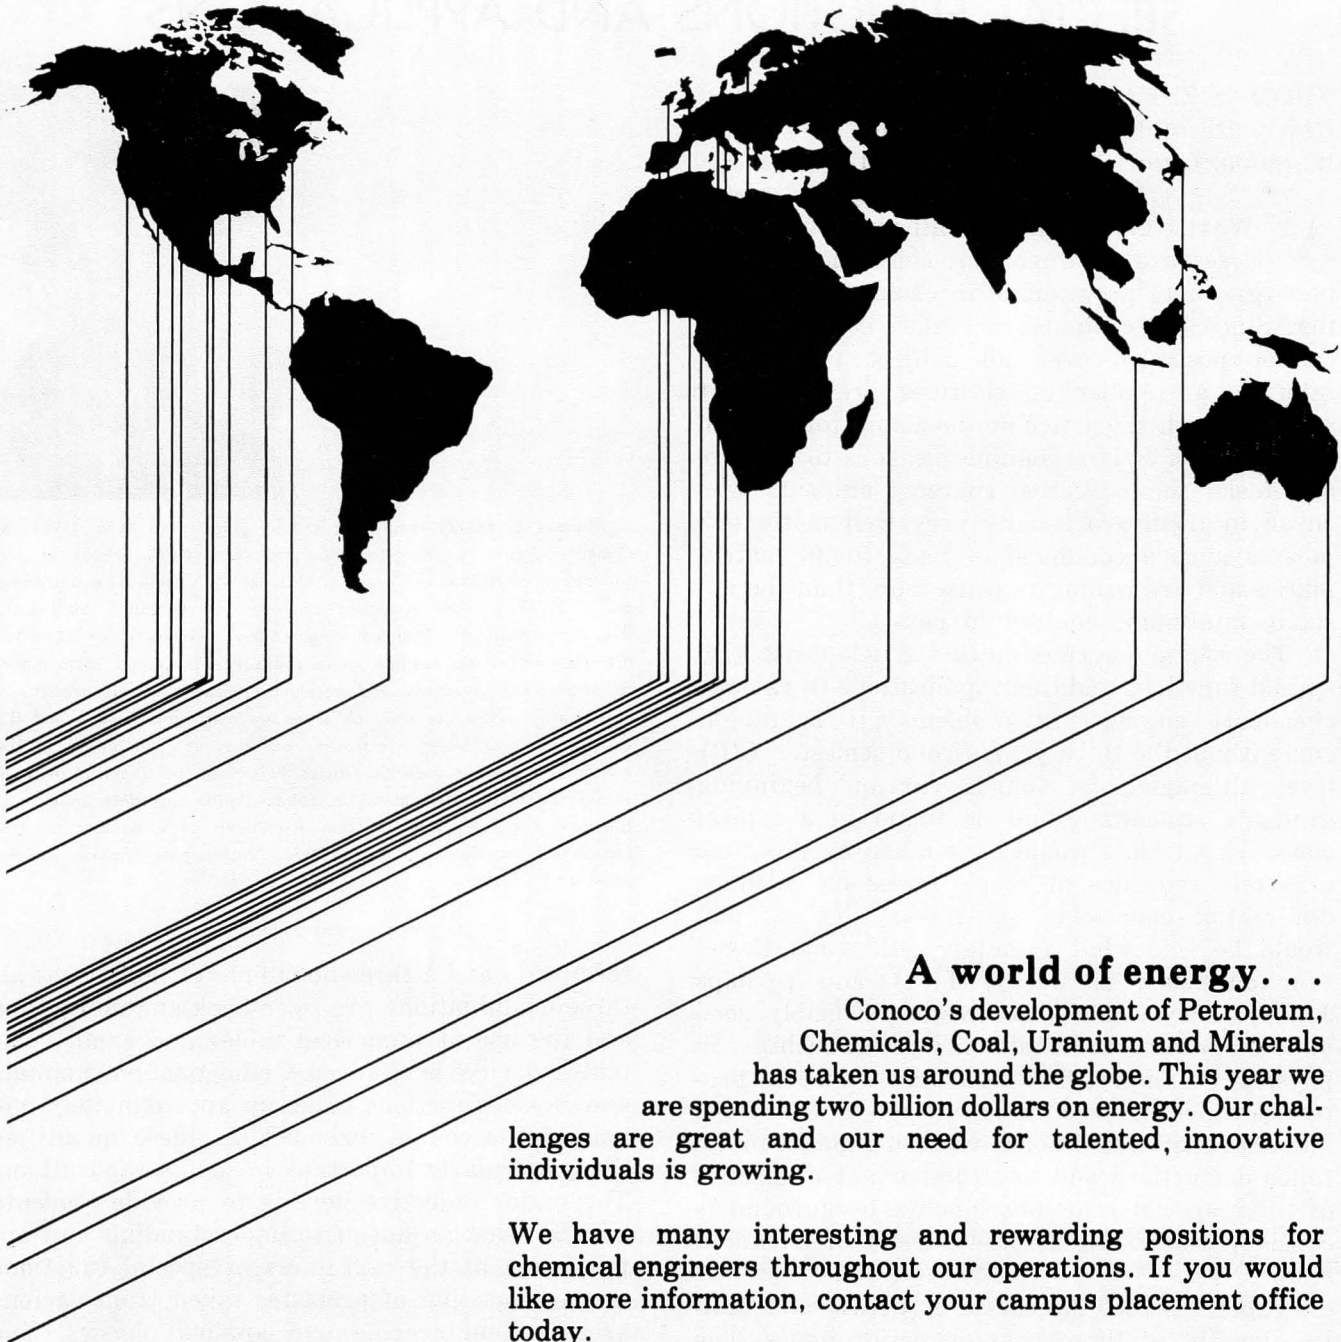 A world of energy.
Conoco's development of Petroleum,
Chemicals, Coal, Uranium and Minerals
has taken us around the globe. This year we
are spending two billion dollars on energy. Our chal-
lenges are great and our need for talented, innovative
individuals is growing.
We have many interesting and rewarding positions for
chemical engineers throughout our operations. If you would
like more information, contact your campus placement office
today.